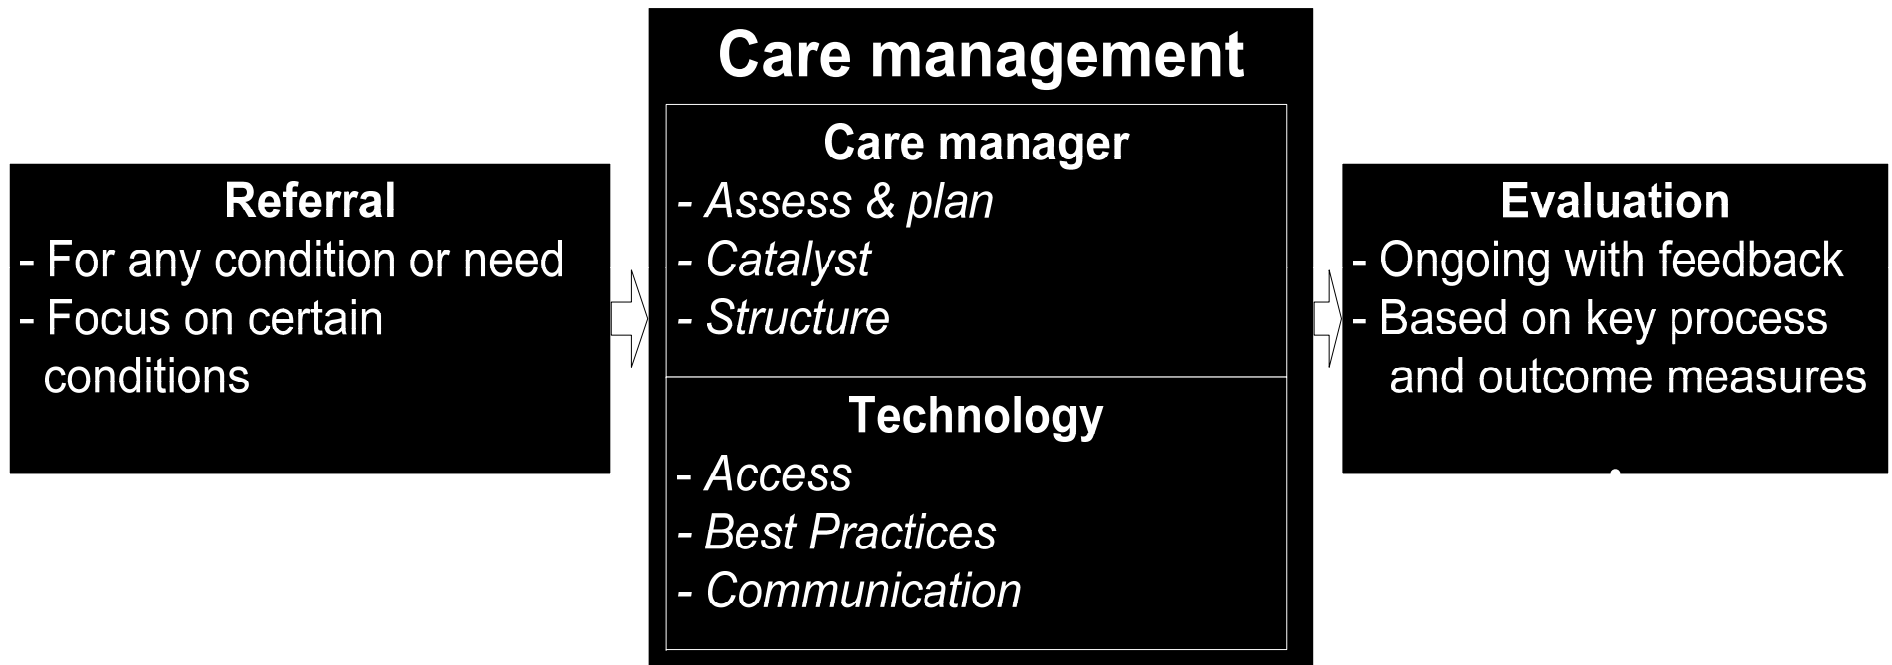 Referral
- For any condition or need
- Focus on certain
conditions
Care management
Care manager
- Assess & plan
- Catalyst
- Structure
Technology
- Access
- Best Practices
- Communication
Evaluation
- Ongoing with feedback
- Based on key process
and outcome measures